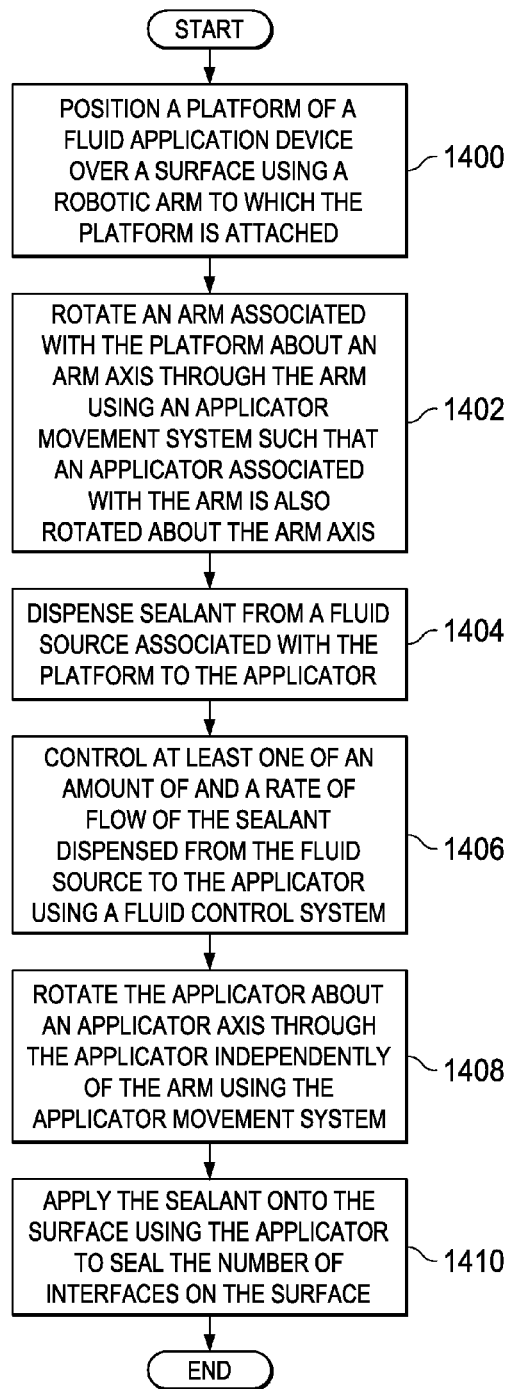 START
POSITION A PLATFORM OF A
FLUID APPLICATION DEVICE
OVER A SURFACE USING A
ROBOTIC ARM TO WHICH THE
PLATFORM IS ATTACHED
1400
ROTATE AN ARM ASSOCIATED
WITH THE PLATFORM ABOUT AN
ARM AXIS THROUGH THE ARM
USING AN APPLICATOR
MOVEMENT SYSTEM SUCH THAT
AN APPLICATOR ASSOCIATED
WITH THE ARM IS ALSO
ROTATED ABOUT THE ARM AXIS
1402
DISPENSE SEALANT FROM A FLUID
SOURCE ASSOCIATED WITH THE
PLATFORM TO THE APPLICATOR
1404
CONTROL AT LEAST ONE OF AN
AMOUNT OF AND A RATE OF
FLOW OF THE SEALANT
DISPENSED FROM THE FLUID
SOURCE TO THE APPLICATOR
USING A FLUID CONTROL SYSTEM
1406
ROTATE THE APPLICATOR ABOUT
AN APPLICATOR AXIS THROUGH
THE APPLICATOR INDEPENDENTLY
OF THE ARM USING THE
APPLICATOR MOVEMENT SYSTEM
1408
APPLY THE SEALANT ONTO THE
SURFACE USING THE APPLICATOR
TO SEAL THE NUMBER OF
INTERFACES ON THE SURFACE
1410
END